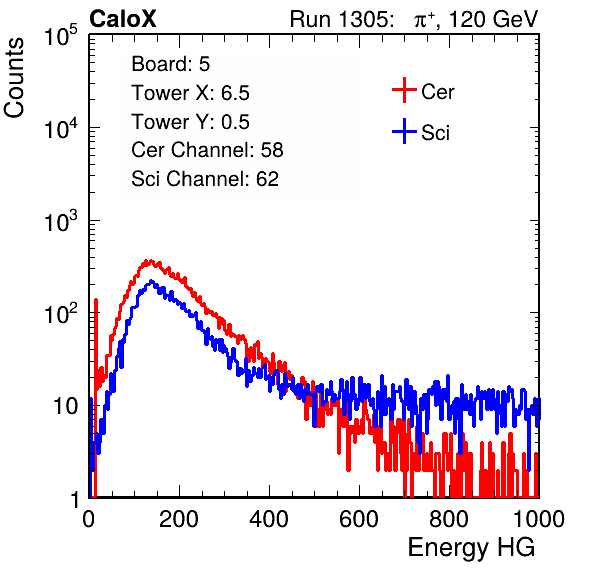 CaloX Run 1305: π⁺, 120 GeV
Board: 5
Tower X: 6.5
Tower Y: 0.5
Cer Channel: 58
Sci Channel: 62
Cer
Sci
Counts
10⁵
10⁴
10³
10²
10
1
0 200 400 600 800 1000
Energy HG